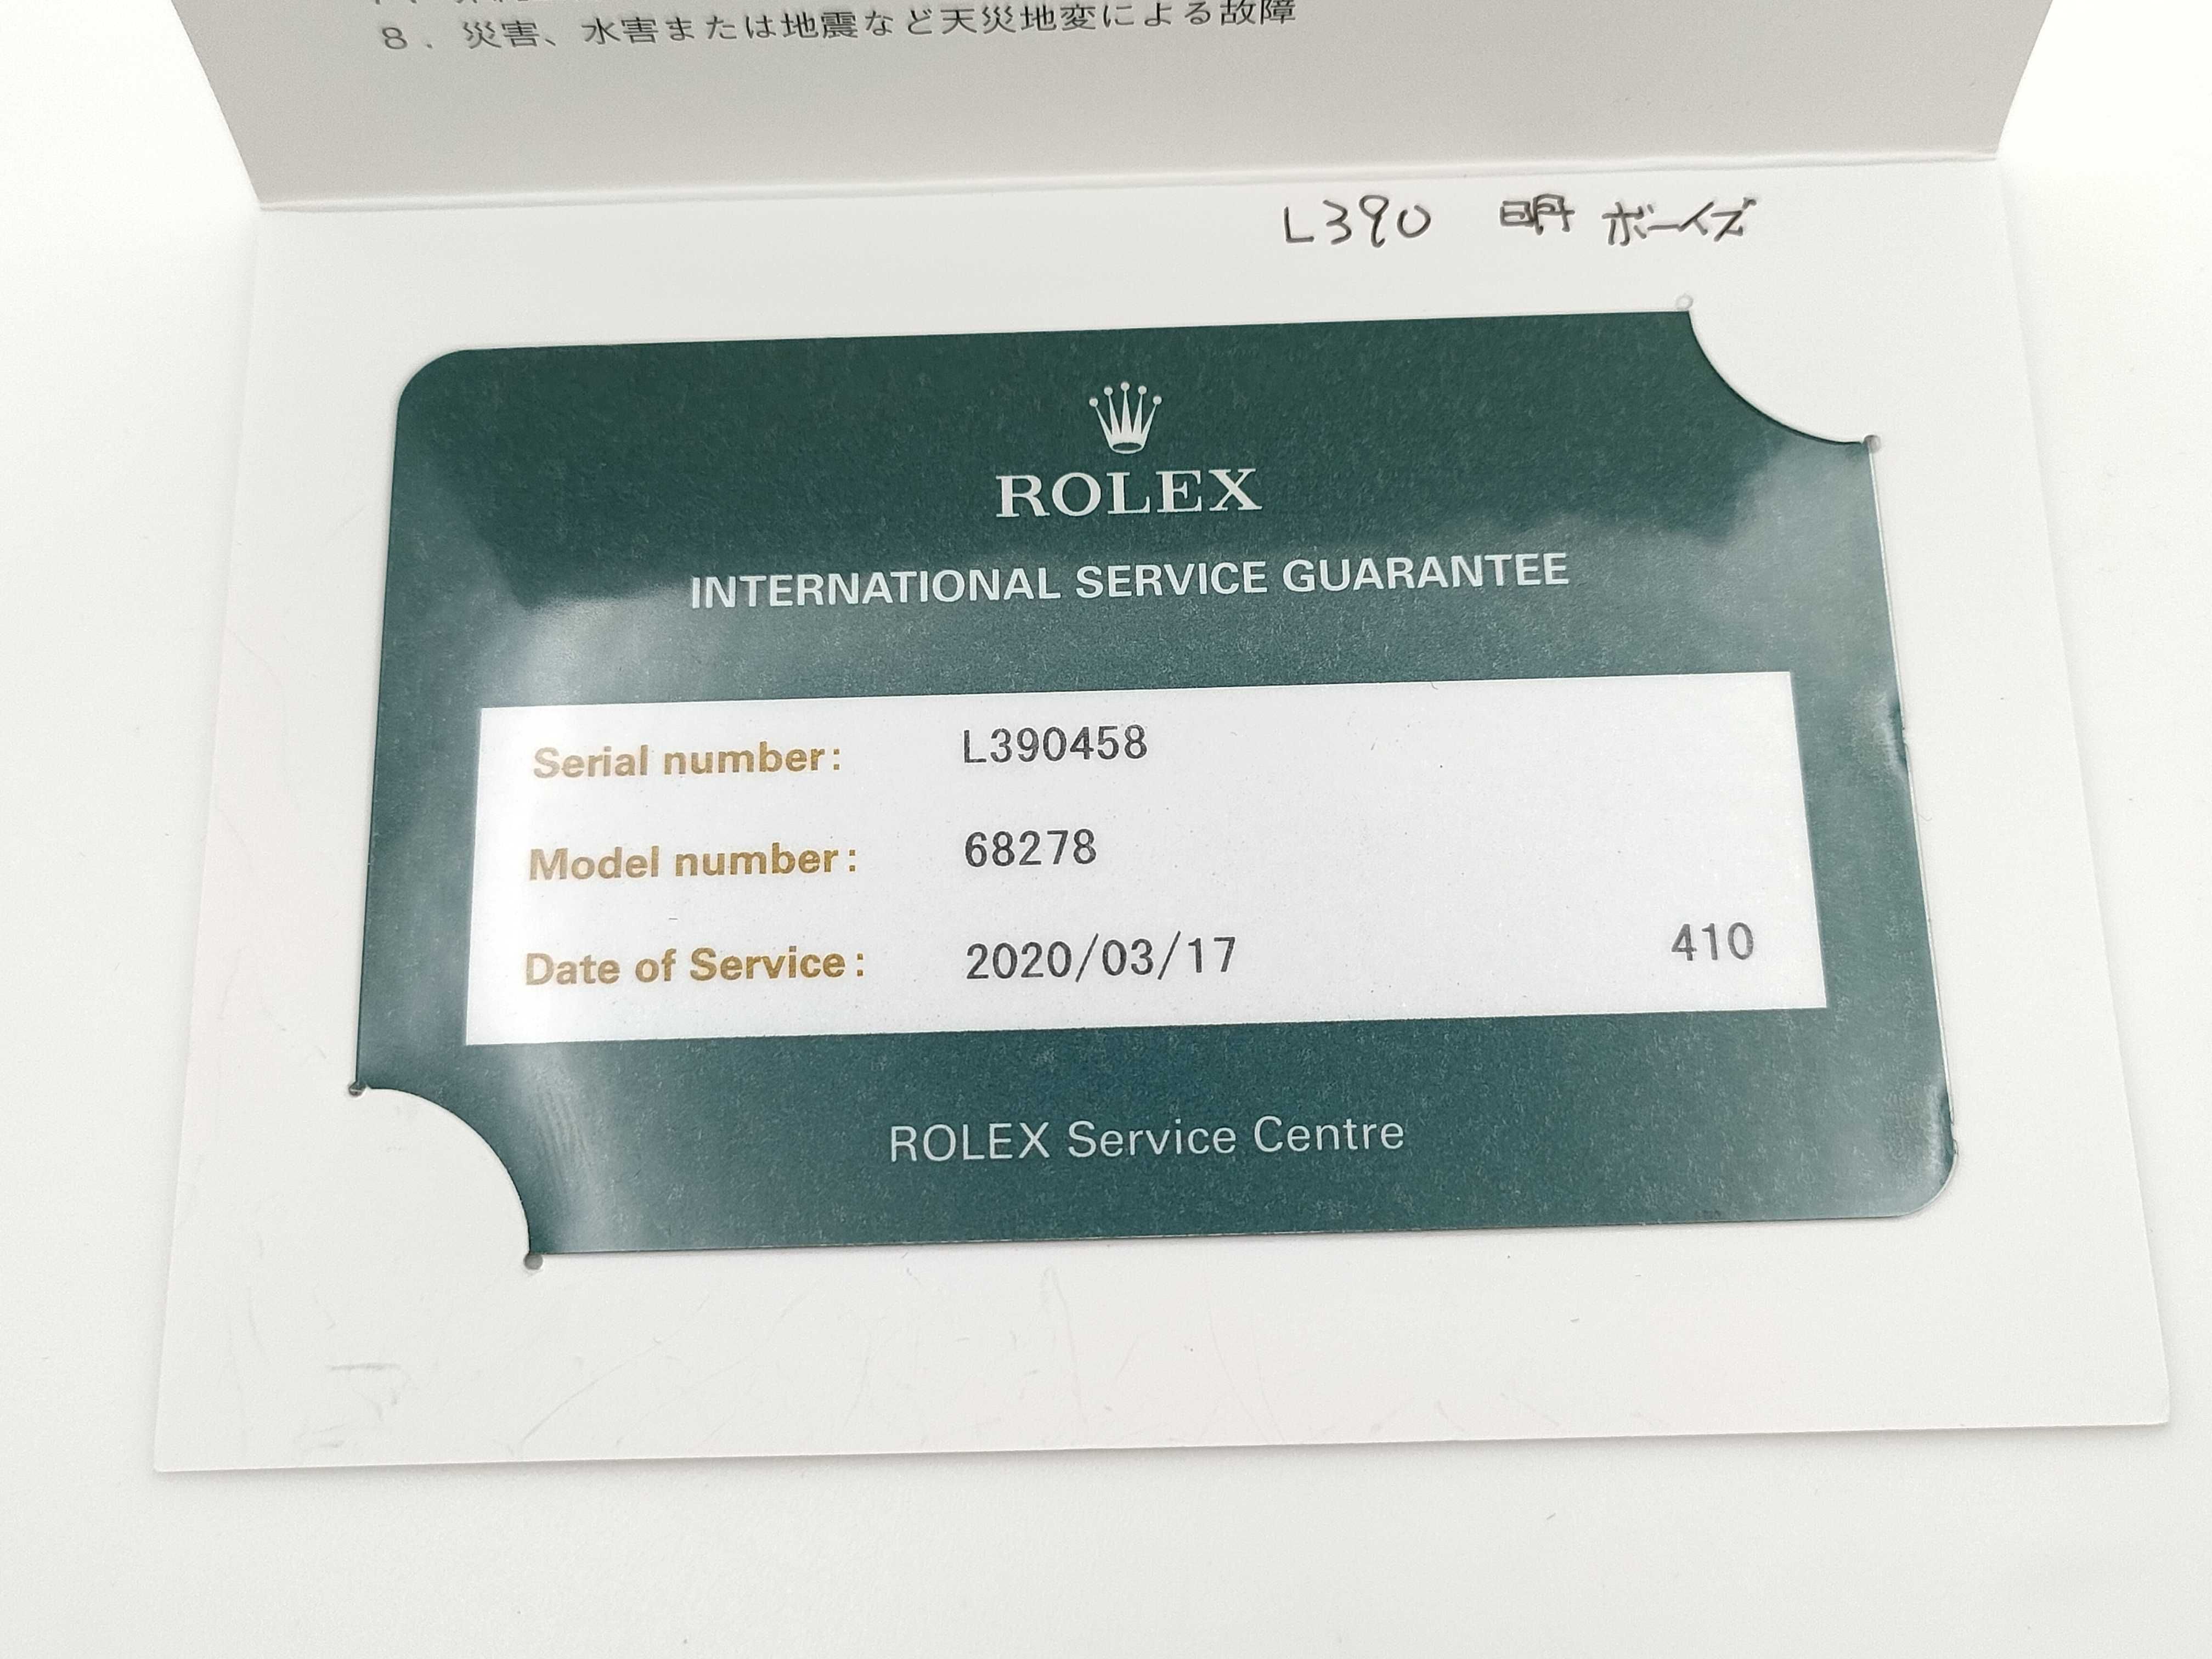 8．災害、水害または地震など天災地変による故障
L390 明 ボーイズ
ROLEX
INTERNATIONAL SERVICE GUARANTEE
Serial number: L390458
Model number: 68278
Date of Service: 2020/03/17 410
ROLEX Service Centre